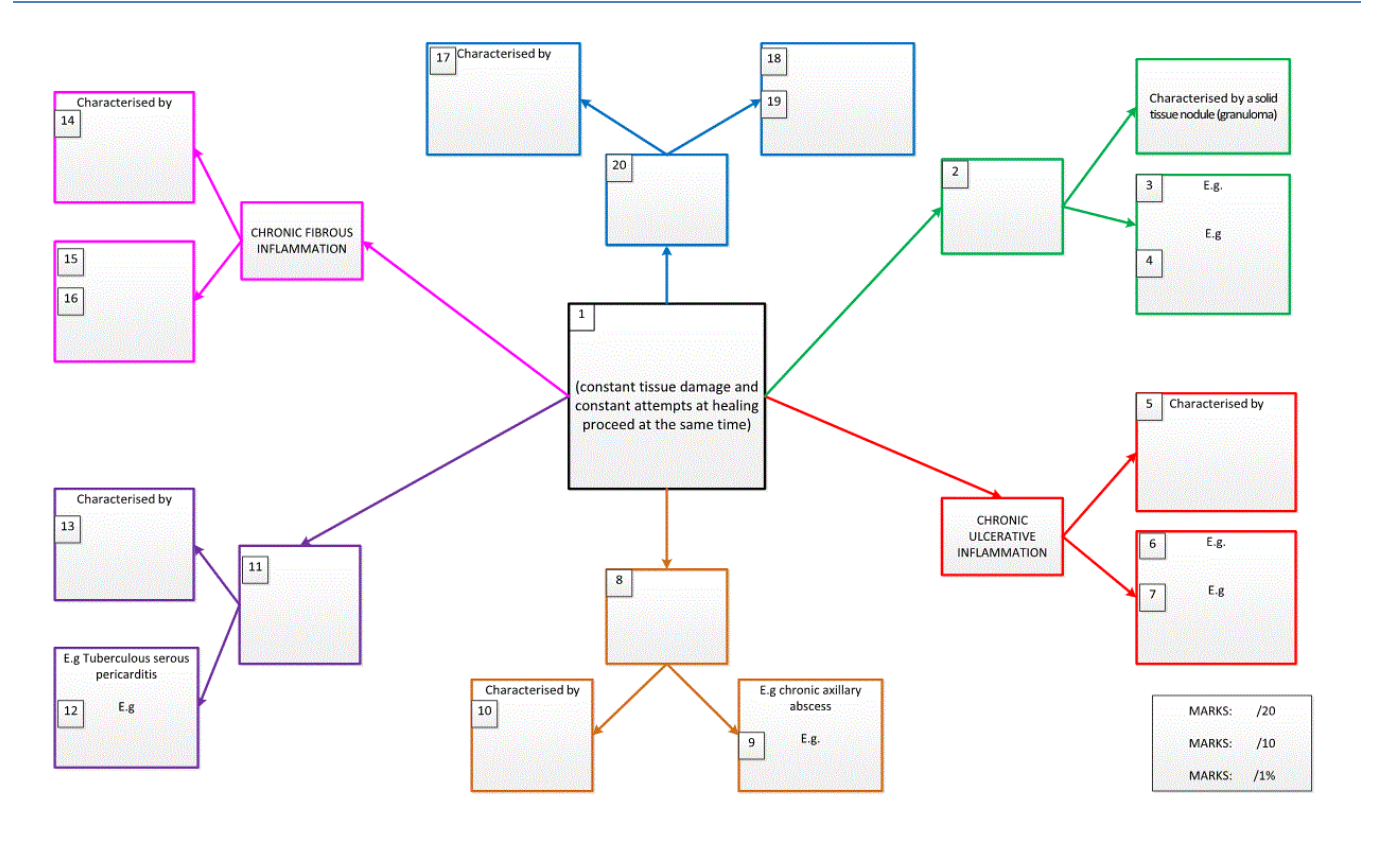 17
Characterised by
18
19
Characterised by a solid
tissue nodule (granuloma)
Characterised by
14
20
2
3
E.g.
E.g
4
CHRONIC FIBROUS
INFLAMMATION
15
16
1
(constant tissue damage and
constant attempts at healing
proceed at the same time)
5
Characterised by
Characterised by
13
CHRONIC
ULCERATIVE
INFLAMMATION
6
E.g.
7
E.g
11
8
E.g Tuberculous serous
pericarditis
12
E.g
Characterised by
10
E.g chronic axillary
abscess
9
E.g.
MARKS: /20
MARKS: /10
MARKS: /1%